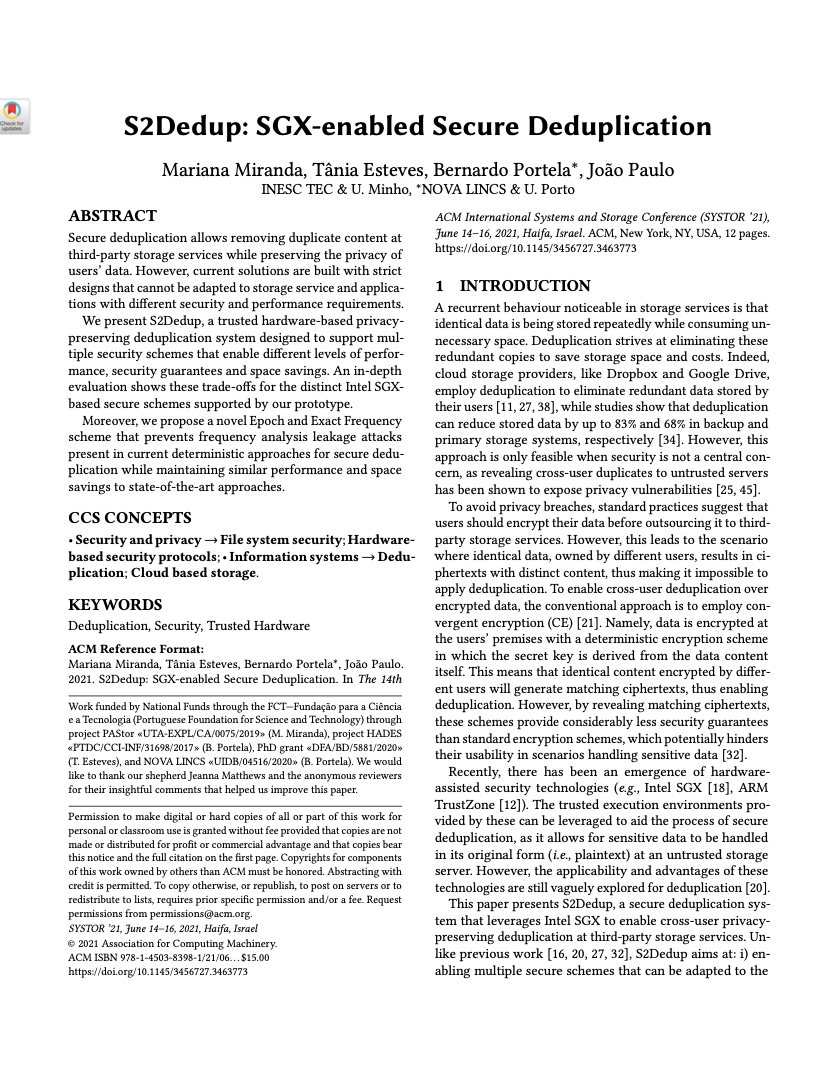 Check for
updates
S2Dedup: SGX-enabled Secure Deduplication
Mariana Miranda, Tânia Esteves, Bernardo Portela*, João Paulo
INESC TEC & U. Minho, *NOVA LINCS & U. Porto
ABSTRACT
Secure deduplication allows removing duplicate content at
third-party storage services while preserving the privacy of
users' data. However, current solutions are built with strict
designs that cannot be adapted to storage service and applica-
tions with different security and performance requirements.
We present S2Dedup, a trusted hardware-based privacy-
preserving deduplication system designed to support mul-
tiple security schemes that enable different levels of perfor-
mance, security guarantees and space savings. An in-depth
evaluation shows these trade-offs for the distinct Intel SGX-
based secure schemes supported by our prototype.
Moreover, we propose a novel Epoch and Exact Frequency
scheme that prevents frequency analysis leakage attacks
present in current deterministic approaches for secure dedu-
plication while maintaining similar performance and space
savings to state-of-the-art approaches.
CCS CONCEPTS
• Security and privacy → File system security; Hardware-
based security protocols; • Information systems → Dedu-
plication; Cloud based storage.
KEYWORDS
Deduplication, Security, Trusted Hardware
ACM Reference Format:
Mariana Miranda, Tânia Esteves, Bernardo Portela*, João Paulo.
2021. S2Dedup: SGX-enabled Secure Deduplication. In The 14th
Work funded by National Funds through the FCT—Fundação para a Ciência
e a Tecnologia (Portuguese Foundation for Science and Technology) through
project PAStor «UTA-EXPL/CA/0075/2019» (M. Miranda), project HADES
«PTDC/CCI-INF/31698/2017» (B. Portela), PhD grant «DFA/BD/5881/2020»
(T. Esteves), and NOVA LINCS «UIDB/04516/2020» (B. Portela). We would
like to thank our shepherd Jeanna Matthews and the anonymous reviewers
for their insightful comments that helped us improve this paper.
Permission to make digital or hard copies of all or part of this work for
personal or classroom use is granted without fee provided that copies are not
made or distributed for profit or commercial advantage and that copies bear
this notice and the full citation on the first page. Copyrights for components
of this work owned by others than ACM must be honored. Abstracting with
credit is permitted. To copy otherwise, or republish, to post on servers or to
redistribute to lists, requires prior specific permission and/or a fee. Request
permissions from permissions@acm.org.
SYSTOR '21, June 14–16, 2021, Haifa, Israel
© 2021 Association for Computing Machinery.
ACM ISBN 978-1-4503-8398-1/21/06...$15.00
https://doi.org/10.1145/3456727.3463773
ACM International Systems and Storage Conference (SYSTOR '21),
June 14–16, 2021, Haifa, Israel. ACM, New York, NY, USA, 12 pages.
https://doi.org/10.1145/3456727.3463773
1 INTRODUCTION
A recurrent behaviour noticeable in storage services is that
identical data is being stored repeatedly while consuming un-
necessary space. Deduplication strives at eliminating these
redundant copies to save storage space and costs. Indeed,
cloud storage providers, like Dropbox and Google Drive,
employ deduplication to eliminate redundant data stored by
their users [11, 27, 38], while studies show that deduplication
can reduce stored data by up to 83% and 68% in backup and
primary storage systems, respectively [34]. However, this
approach is only feasible when security is not a central con-
cern, as revealing cross-user duplicates to untrusted servers
has been shown to expose privacy vulnerabilities [25, 45].
To avoid privacy breaches, standard practices suggest that
users should encrypt their data before outsourcing it to third-
party storage services. However, this leads to the scenario
where identical data, owned by different users, results in ci-
phertexts with distinct content, thus making it impossible to
apply deduplication. To enable cross-user deduplication over
encrypted data, the conventional approach is to employ con-
vergent encryption (CE) [21]. Namely, data is encrypted at
the users' premises with a deterministic encryption scheme
in which the secret key is derived from the data content
itself. This means that identical content encrypted by differ-
ent users will generate matching ciphertexts, thus enabling
deduplication. However, by revealing matching ciphertexts,
these schemes provide considerably less security guarantees
than standard encryption schemes, which potentially hinders
their usability in scenarios handling sensitive data [32].
Recently, there has been an emergence of hardware-
assisted security technologies (e.g., Intel SGX [18], ARM
TrustZone [12]). The trusted execution environments pro-
vided by these can be leveraged to aid the process of secure
deduplication, as it allows for sensitive data to be handled
in its original form (i.e., plaintext) at an untrusted storage
server. However, the applicability and advantages of these
technologies are still vaguely explored for deduplication [20].
This paper presents S2Dedup, a secure deduplication sys-
tem that leverages Intel SGX to enable cross-user privacy-
preserving deduplication at third-party storage services. Un-
like previous work [16, 20, 27, 32], S2Dedup aims at: i) en-
abling multiple secure schemes that can be adapted to the